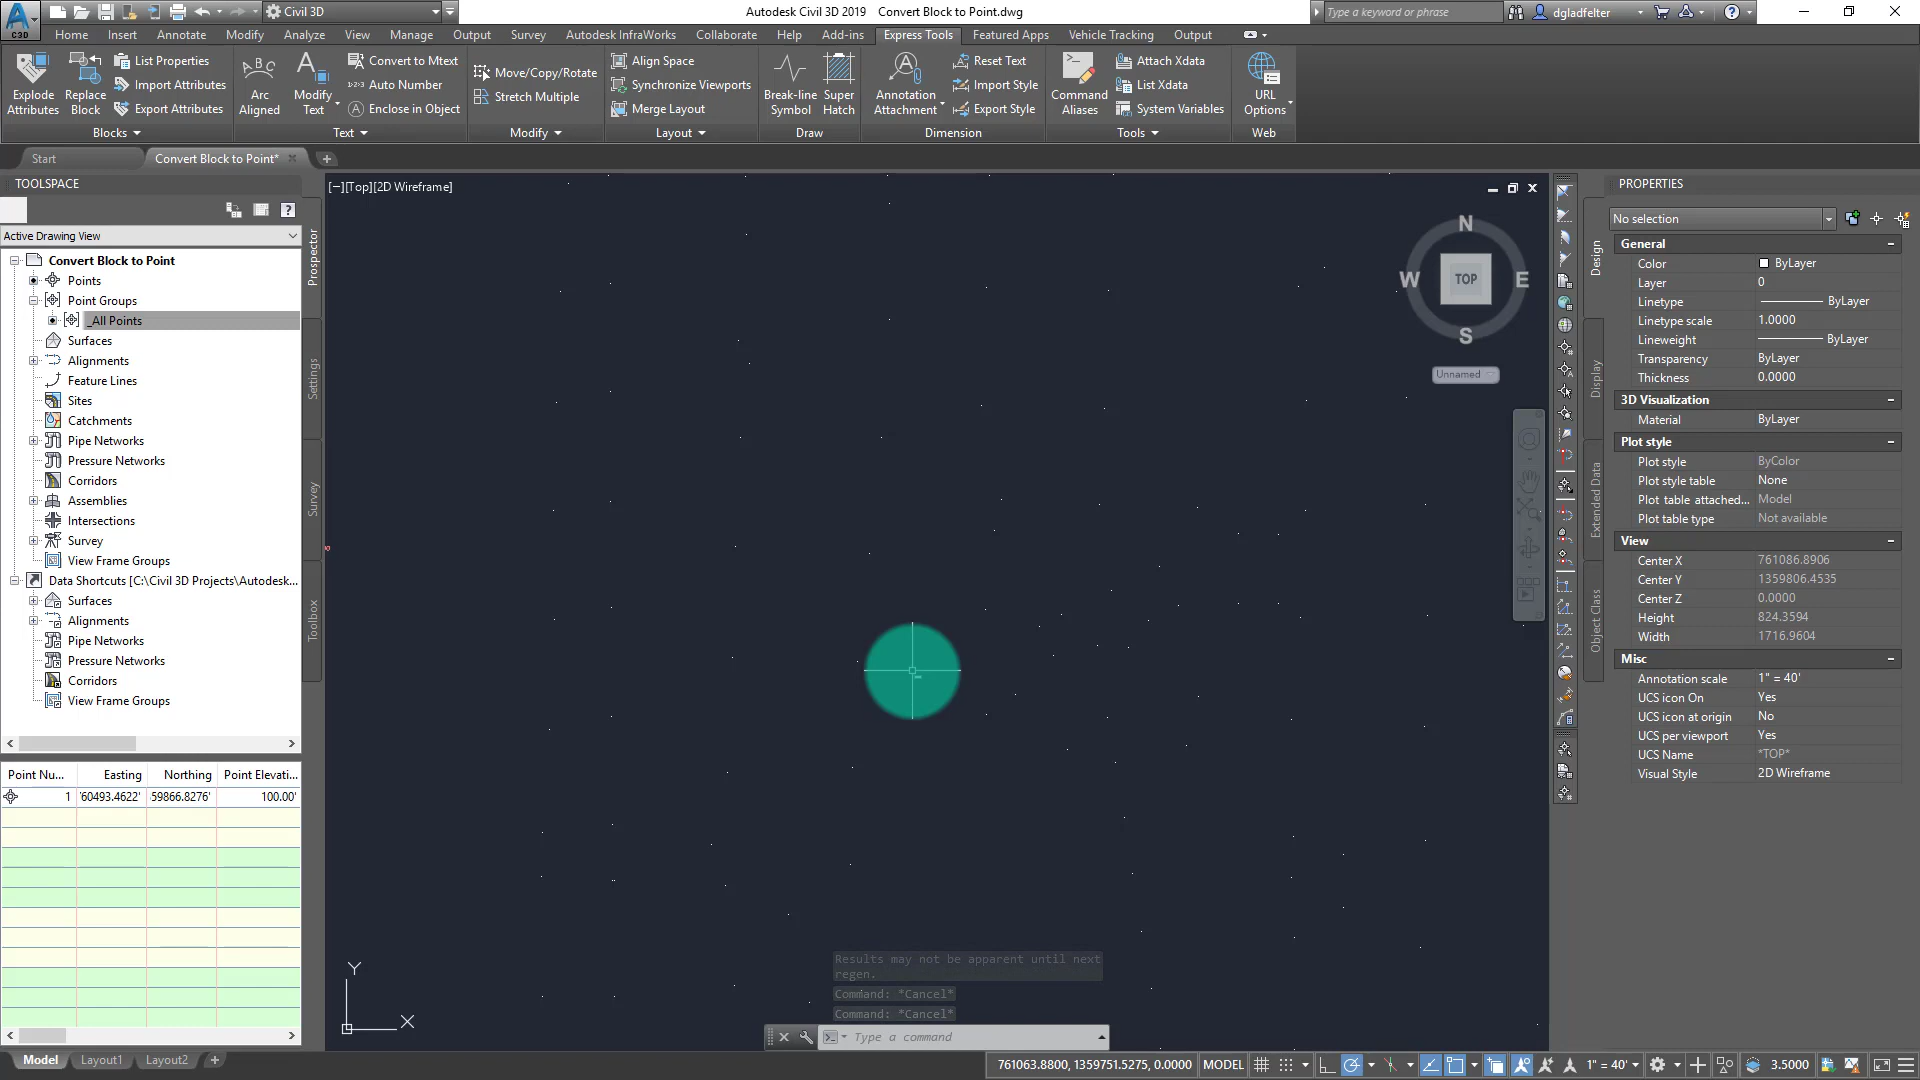 Civil 3D
Autodesk Civil 3D 2019 Convert Block to Point.dwg
Type a keyword or phrase
dgladfelter
C3D
Home Insert Annotate Modify Analyze View Manage Output Survey Autodesk InfraWorks Collaborate Help Add-ins Express Tools Featured Apps Vehicle Tracking Output
Explode Attributes
Replace Block
List Properties
Import Attributes
Export Attributes
Blocks
Arc Aligned
Modify Text
Convert to Mtext
Auto Number
Enclose in Object
Text
Move/Copy/Rotate
Stretch Multiple
Modify
Align Space
Synchronize Viewports
Merge Layout
Layout
Break-line Symbol
Super Hatch
Draw
Annotation Attachment
Reset Text
Import Style
Export Style
Dimension
Command Aliases
Attach Xdata
List Xdata
System Variables
Tools
URL Options
Web
Start
Convert Block to Point*
TOOLSPACE
Active Drawing View
Convert Block to Point
Points
Point Groups
_All Points
Surfaces
Alignments
Feature Lines
Sites
Catchments
Pipe Networks
Pressure Networks
Corridors
Assemblies
Intersections
Survey
View Frame Groups
Data Shortcuts [C:\Civil 3D Projects\Autodesk...
Surfaces
Alignments
Pipe Networks
Pressure Networks
Corridors
View Frame Groups
Prospector
Settings
Survey
Toolbox
Point Nu... Easting Northing Point Elevati...
1 '60493.4622' 59866.8276' 100.00'
[−][Top][2D Wireframe]
N
W TOP E
S
Unnamed
Y
X
Results may not be apparent until next
regen.
Command: *Cancel*
Command: *Cancel*
Type a command
PROPERTIES
No selection
Design
Display
Extended Data
Object Class
General
Color ByLayer
Layer 0
Linetype ByLayer
Linetype scale 1.0000
Lineweight ByLayer
Transparency ByLayer
Thickness 0.0000
3D Visualization
Material ByLayer
Plot style
Plot style ByColor
Plot style table None
Plot table attached... Model
Plot table type Not available
View
Center X 761086.8906
Center Y 1359806.4535
Center Z 0.0000
Height 824.3594
Width 1716.9604
Misc
Annotation scale 1" = 40'
UCS icon On Yes
UCS icon at origin No
UCS per viewport Yes
UCS Name *TOP*
Visual Style 2D Wireframe
Model Layout1 Layout2
761063.8800, 1359751.5275, 0.0000 MODEL 1" = 40' 3.5000